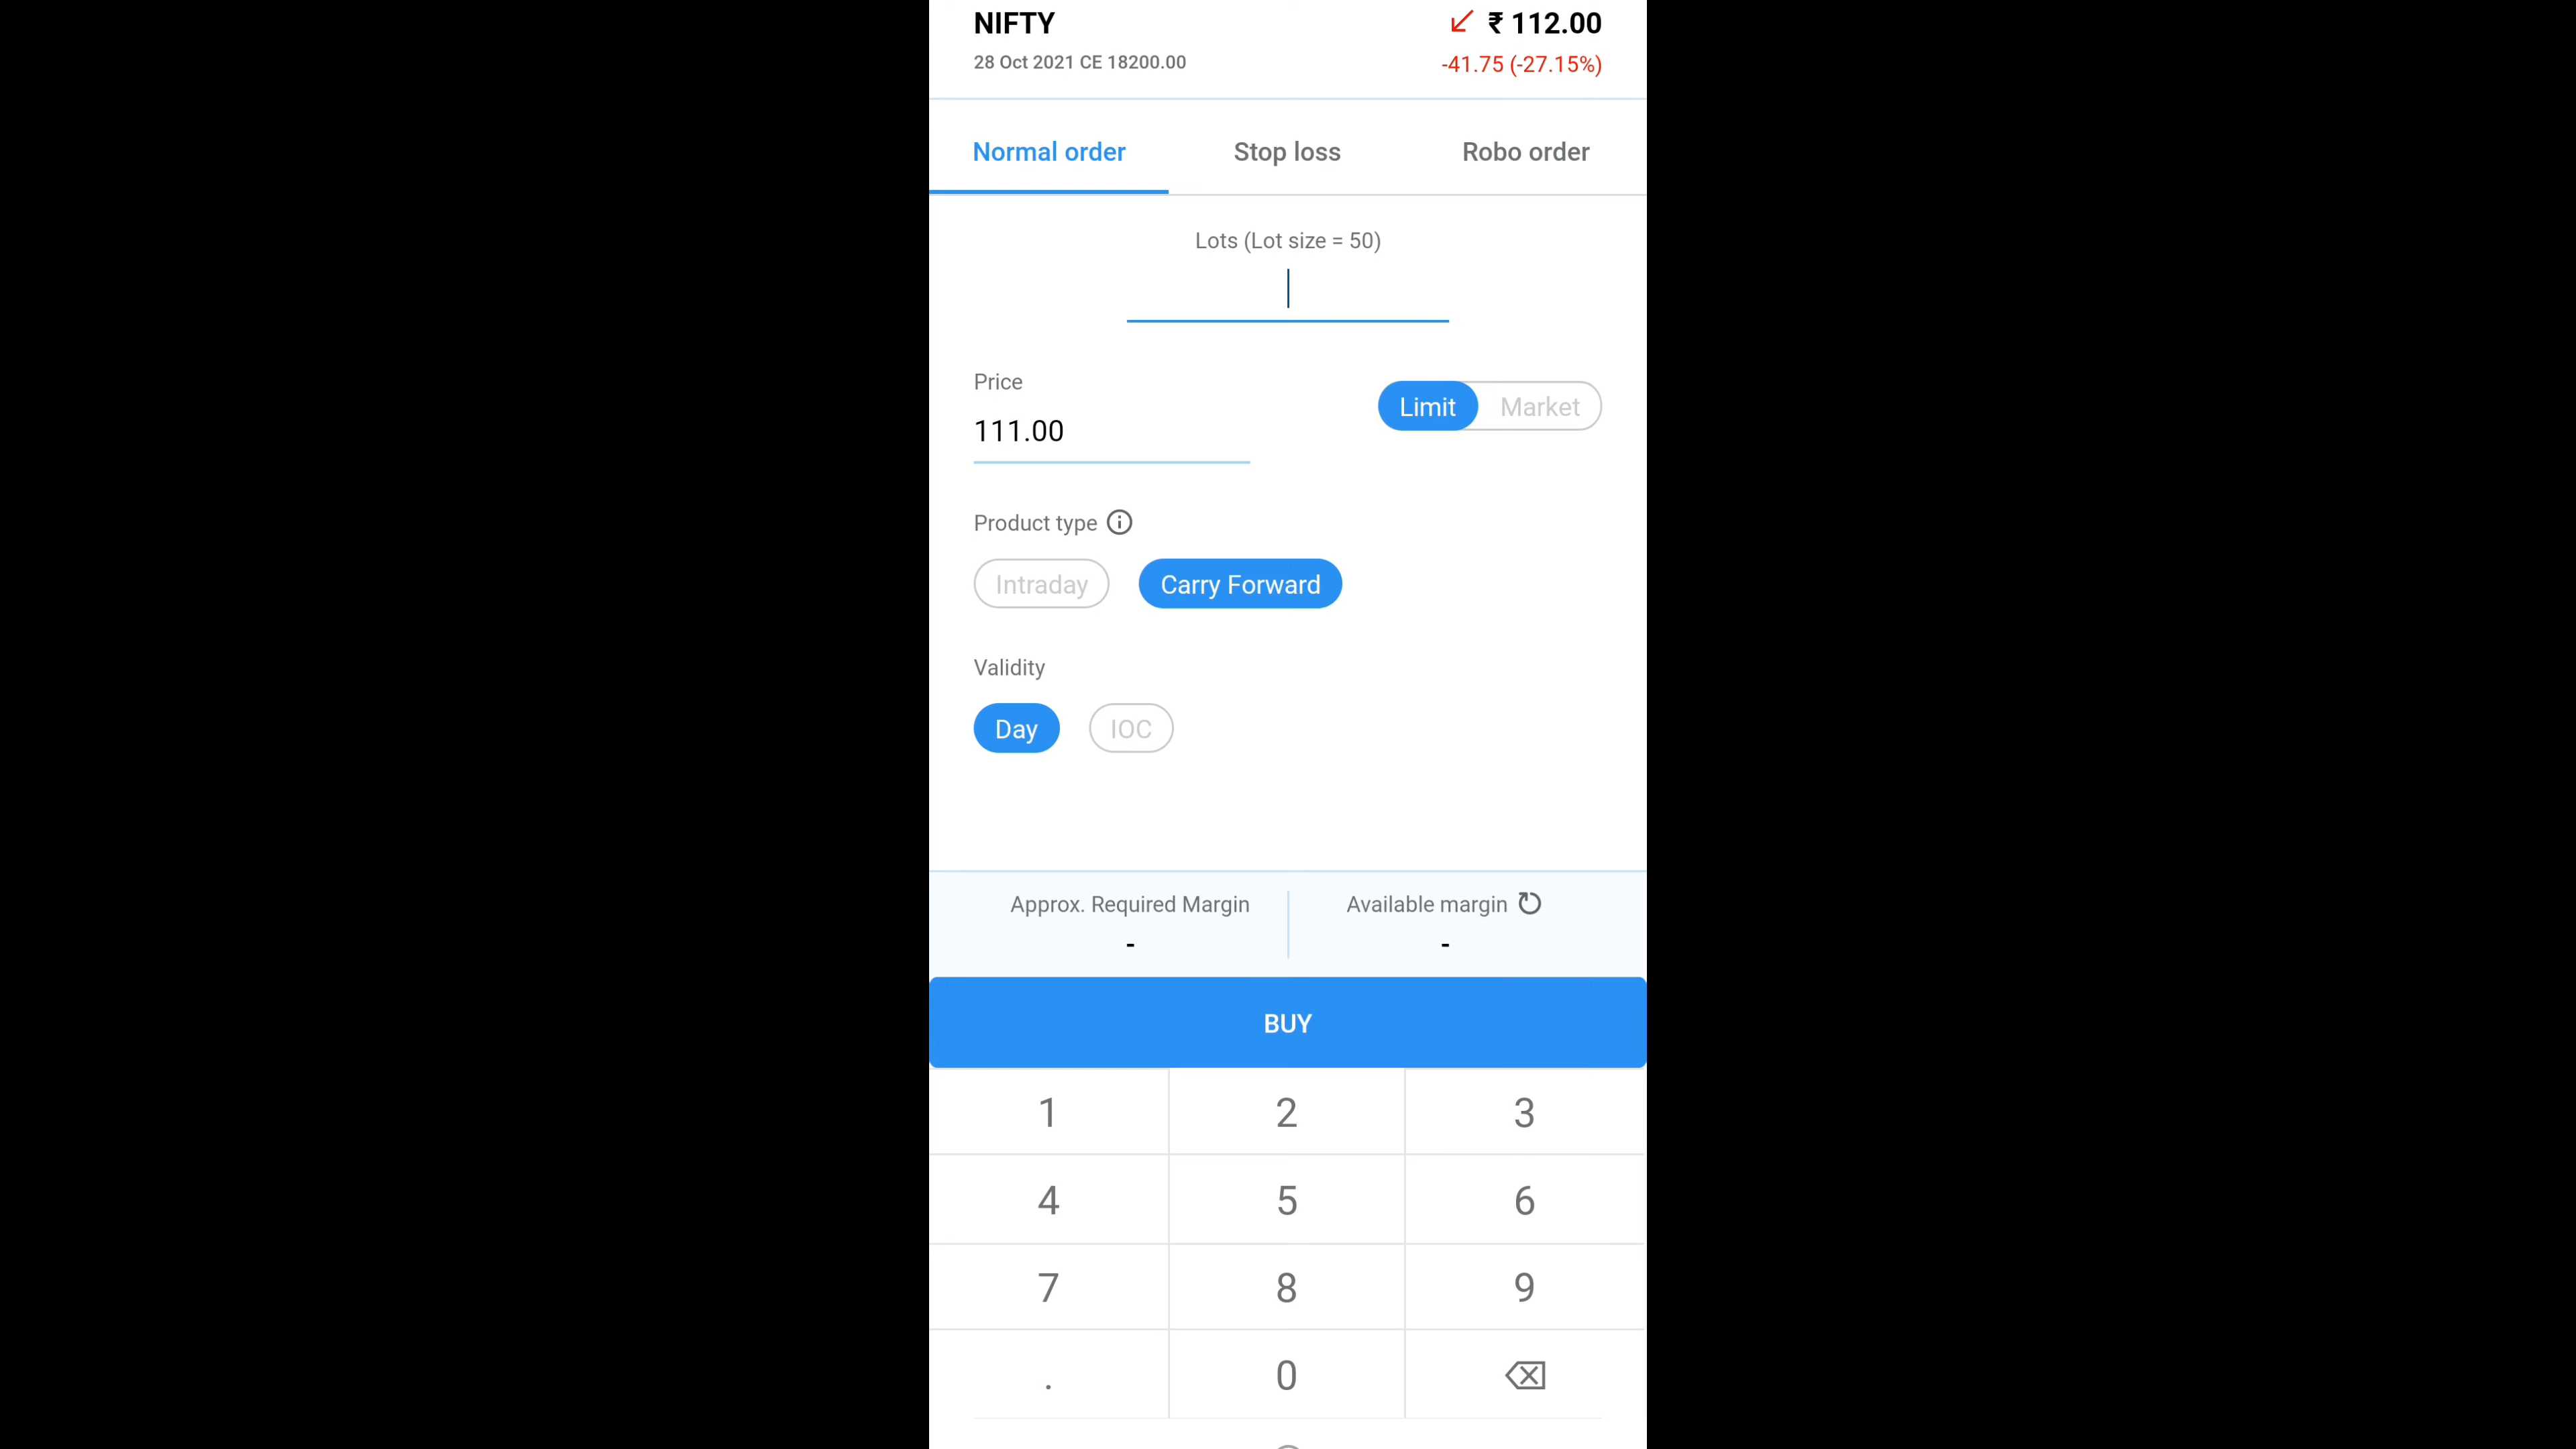 NIFTY
₹ 112.00
28 Oct 2021 CE 18200.00
-41.75 (-27.15%)
Normal order
Stop loss
Robo order
Lots (Lot size = 50)
Price
111.00
Limit
Market
Product type
Intraday
Carry Forward
Validity
Day
IOC
Approx. Required Margin
Available margin
-
-
BUY
1 2 3
4 5 6
7 8 9
. 0